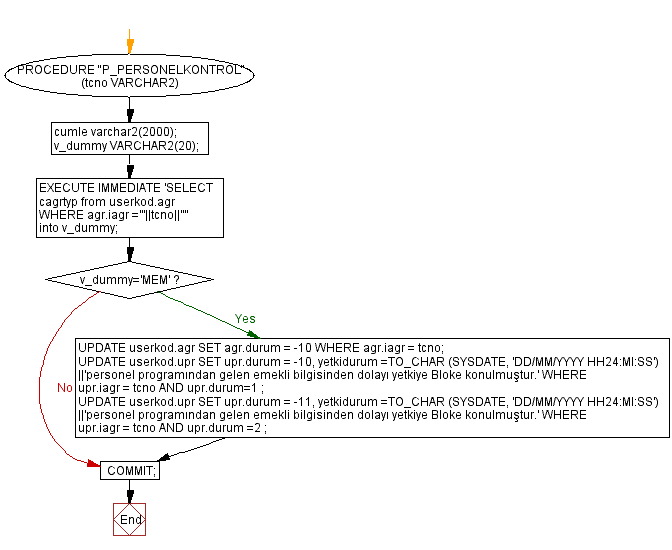 PROCEDURE "P_PERSONELKONTROL"
(tcno VARCHAR2)
cumle varchar2(2000);
v_dummy VARCHAR2(20);
EXECUTE IMMEDIATE 'SELECT
cagrtyp from userkod.agr
WHERE agr.iagr ='''||tcno||''''
into v_dummy;
v_dummy='MEM' ?
Yes
UPDATE userkod.agr SET agr.durum = -10 WHERE agr.iagr = tcno;
UPDATE userkod.upr SET upr.durum = -10, yetkidurum =TO_CHAR (SYSDATE, 'DD/MM/YYYY HH24:MI:SS')
||'personel programından gelen emekli bilgisinden dolayı yetkiye Bloke konulmuştur.' WHERE
upr.iagr = tcno AND upr.durum=1 ;
UPDATE userkod.upr SET upr.durum = -11, yetkidurum =TO_CHAR (SYSDATE, 'DD/MM/YYYY HH24:MI:SS')
||'personel programından gelen emekli bilgisinden dolayı yetkiye Bloke konulmuştur.' WHERE
upr.iagr = tcno AND upr.durum =2 ;
No
COMMIT;
End